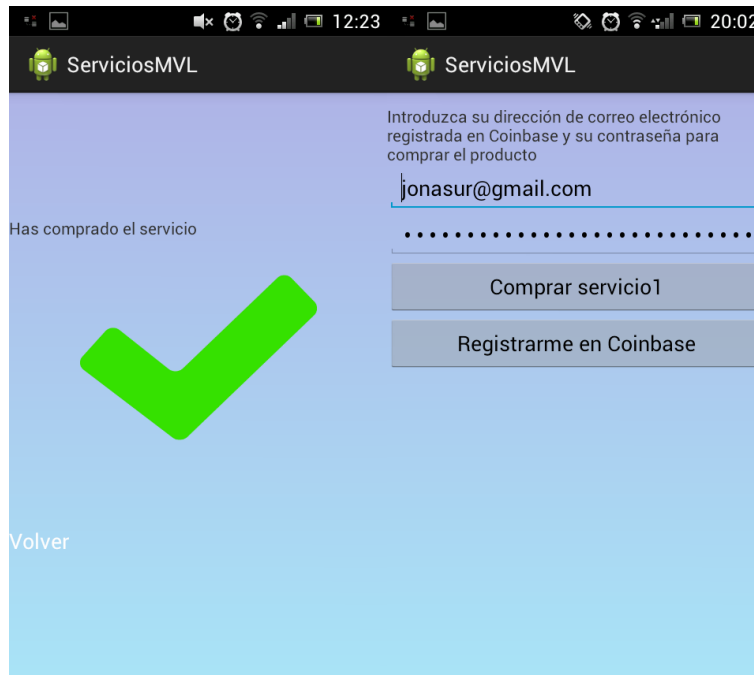 12:23
ServiciosMVL
Has comprado el servicio
Volver
20:02
ServiciosMVL
Introduzca su dirección de correo electrónico
registrada en Coinbase y su contraseña para
comprar el producto
jonasur@gmail.com
Comprar servicio1
Registrarme en Coinbase